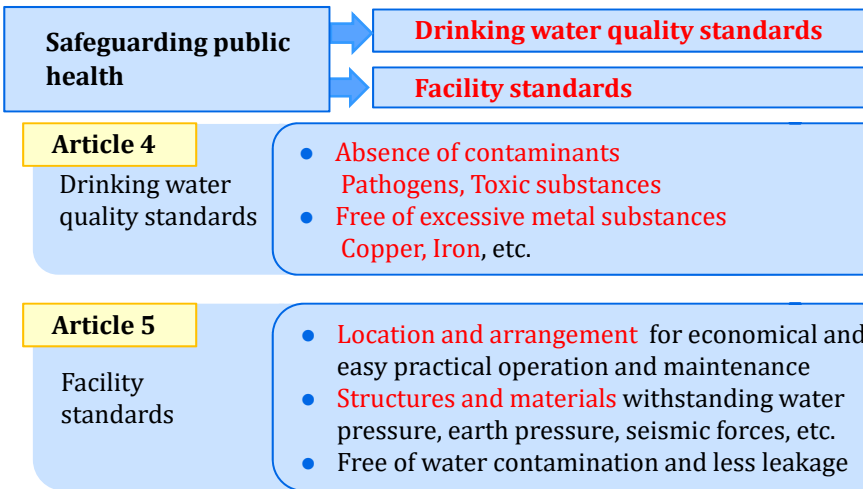 Safeguarding public
health
Drinking water quality standards
Facility standards
Article 4
Drinking water
quality standards
● Absence of contaminants
Pathogens, Toxic substances
● Free of excessive metal substances
Copper, Iron, etc.
Article 5
Facility
standards
● Location and arrangement for economical and
easy practical operation and maintenance
● Structures and materials withstanding water
pressure, earth pressure, seismic forces, etc.
● Free of water contamination and less leakage